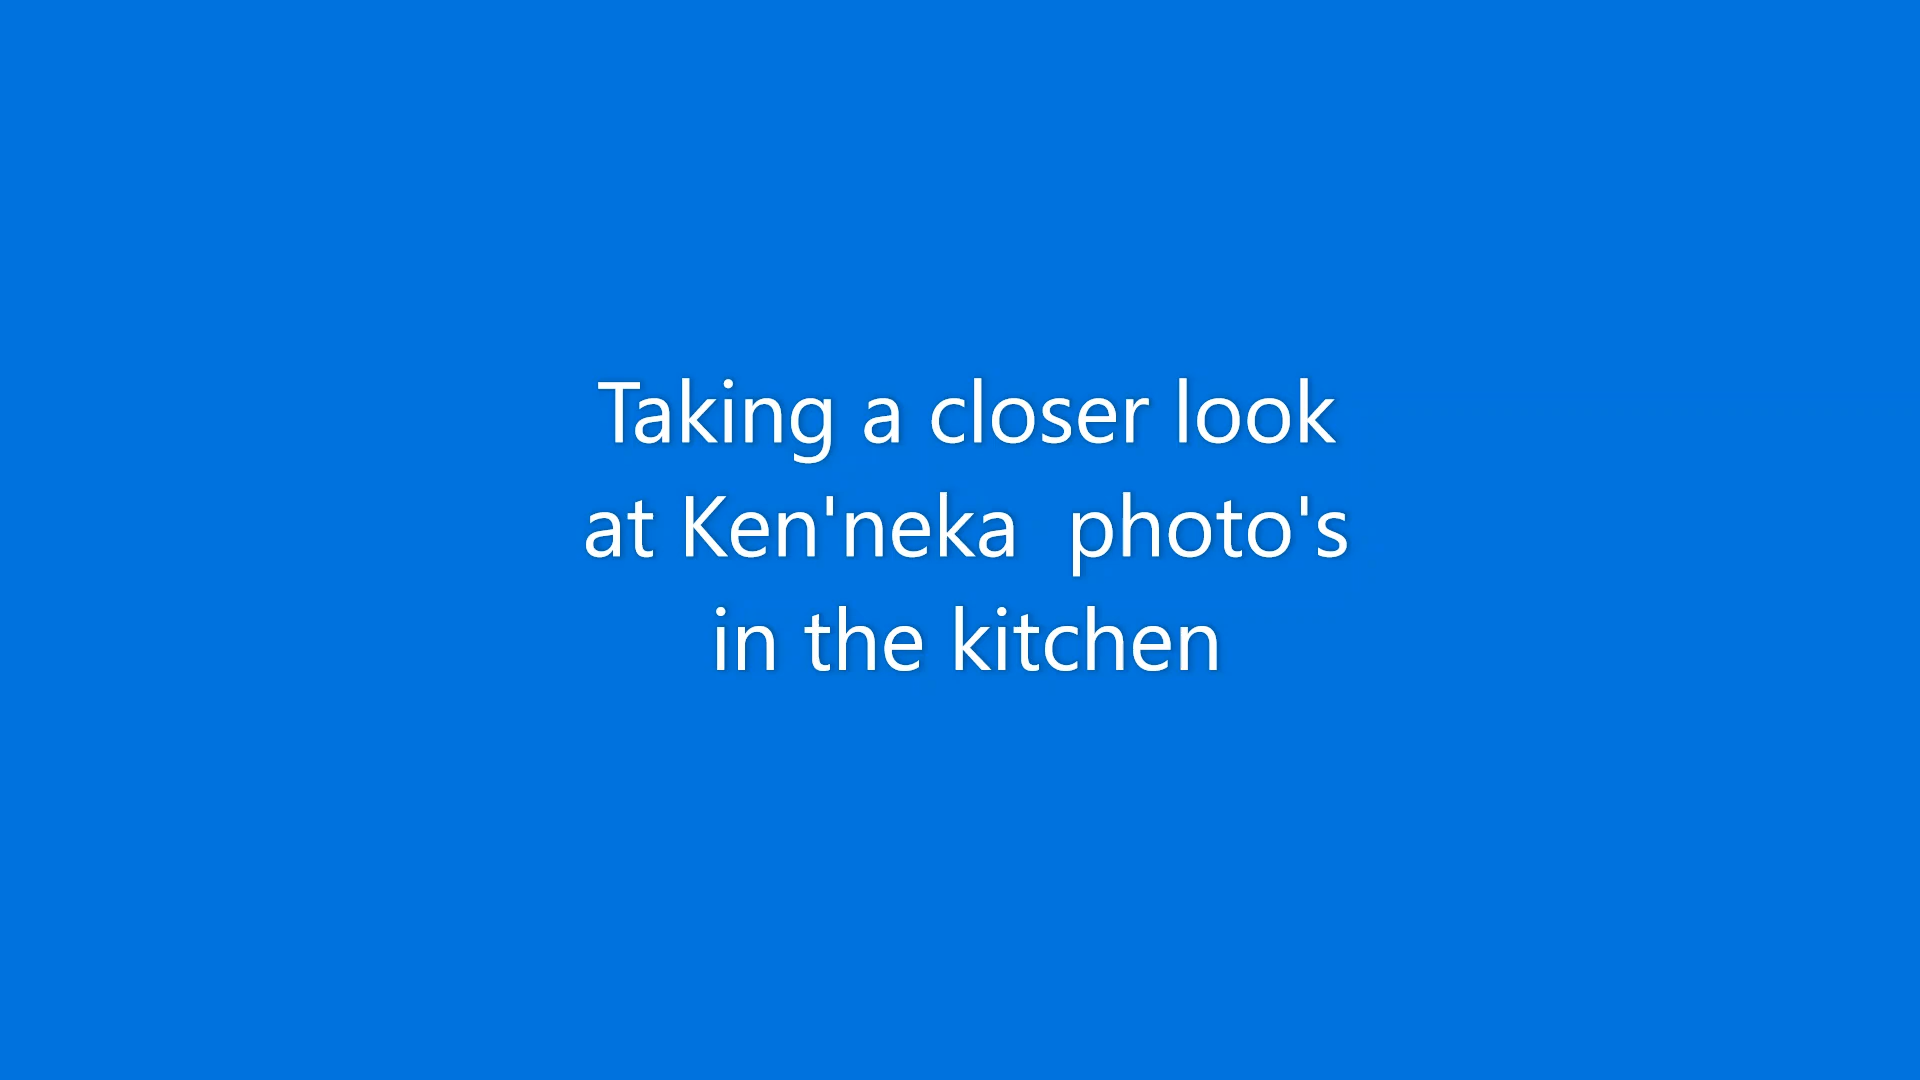 Taking a closer look
at Ken'neka  photo's
in the kitchen